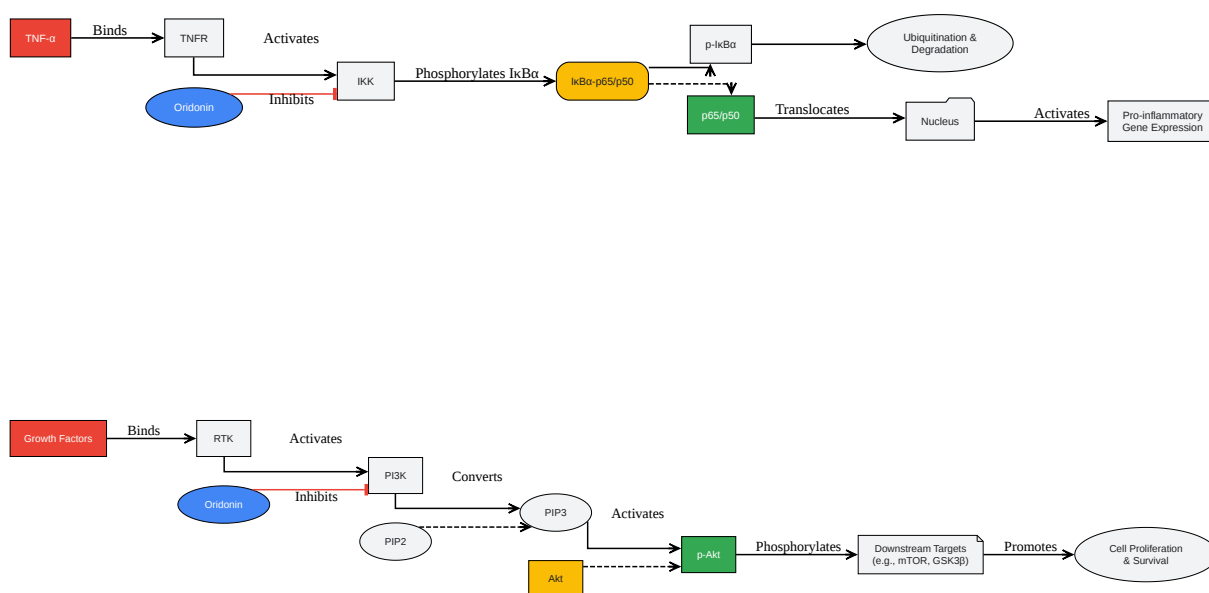 TNF-α
Binds
TNFR
Activates
IKK
Oridonin
Inhibits
Phosphorylates IκBα
IκBα-p65/p50
p-IκBα
Ubiquitination &
Degradation
p65/p50
Translocates
Nucleus
Activates
Pro-inflammatory
Gene Expression
Growth Factors
Binds
RTK
Activates
PI3K
Oridonin
Inhibits
Converts
PIP2
PIP3
Activates
Akt
p-Akt
Phosphorylates
Downstream Targets
(e.g., mTOR, GSK3β)
Promotes
Cell Proliferation
& Survival